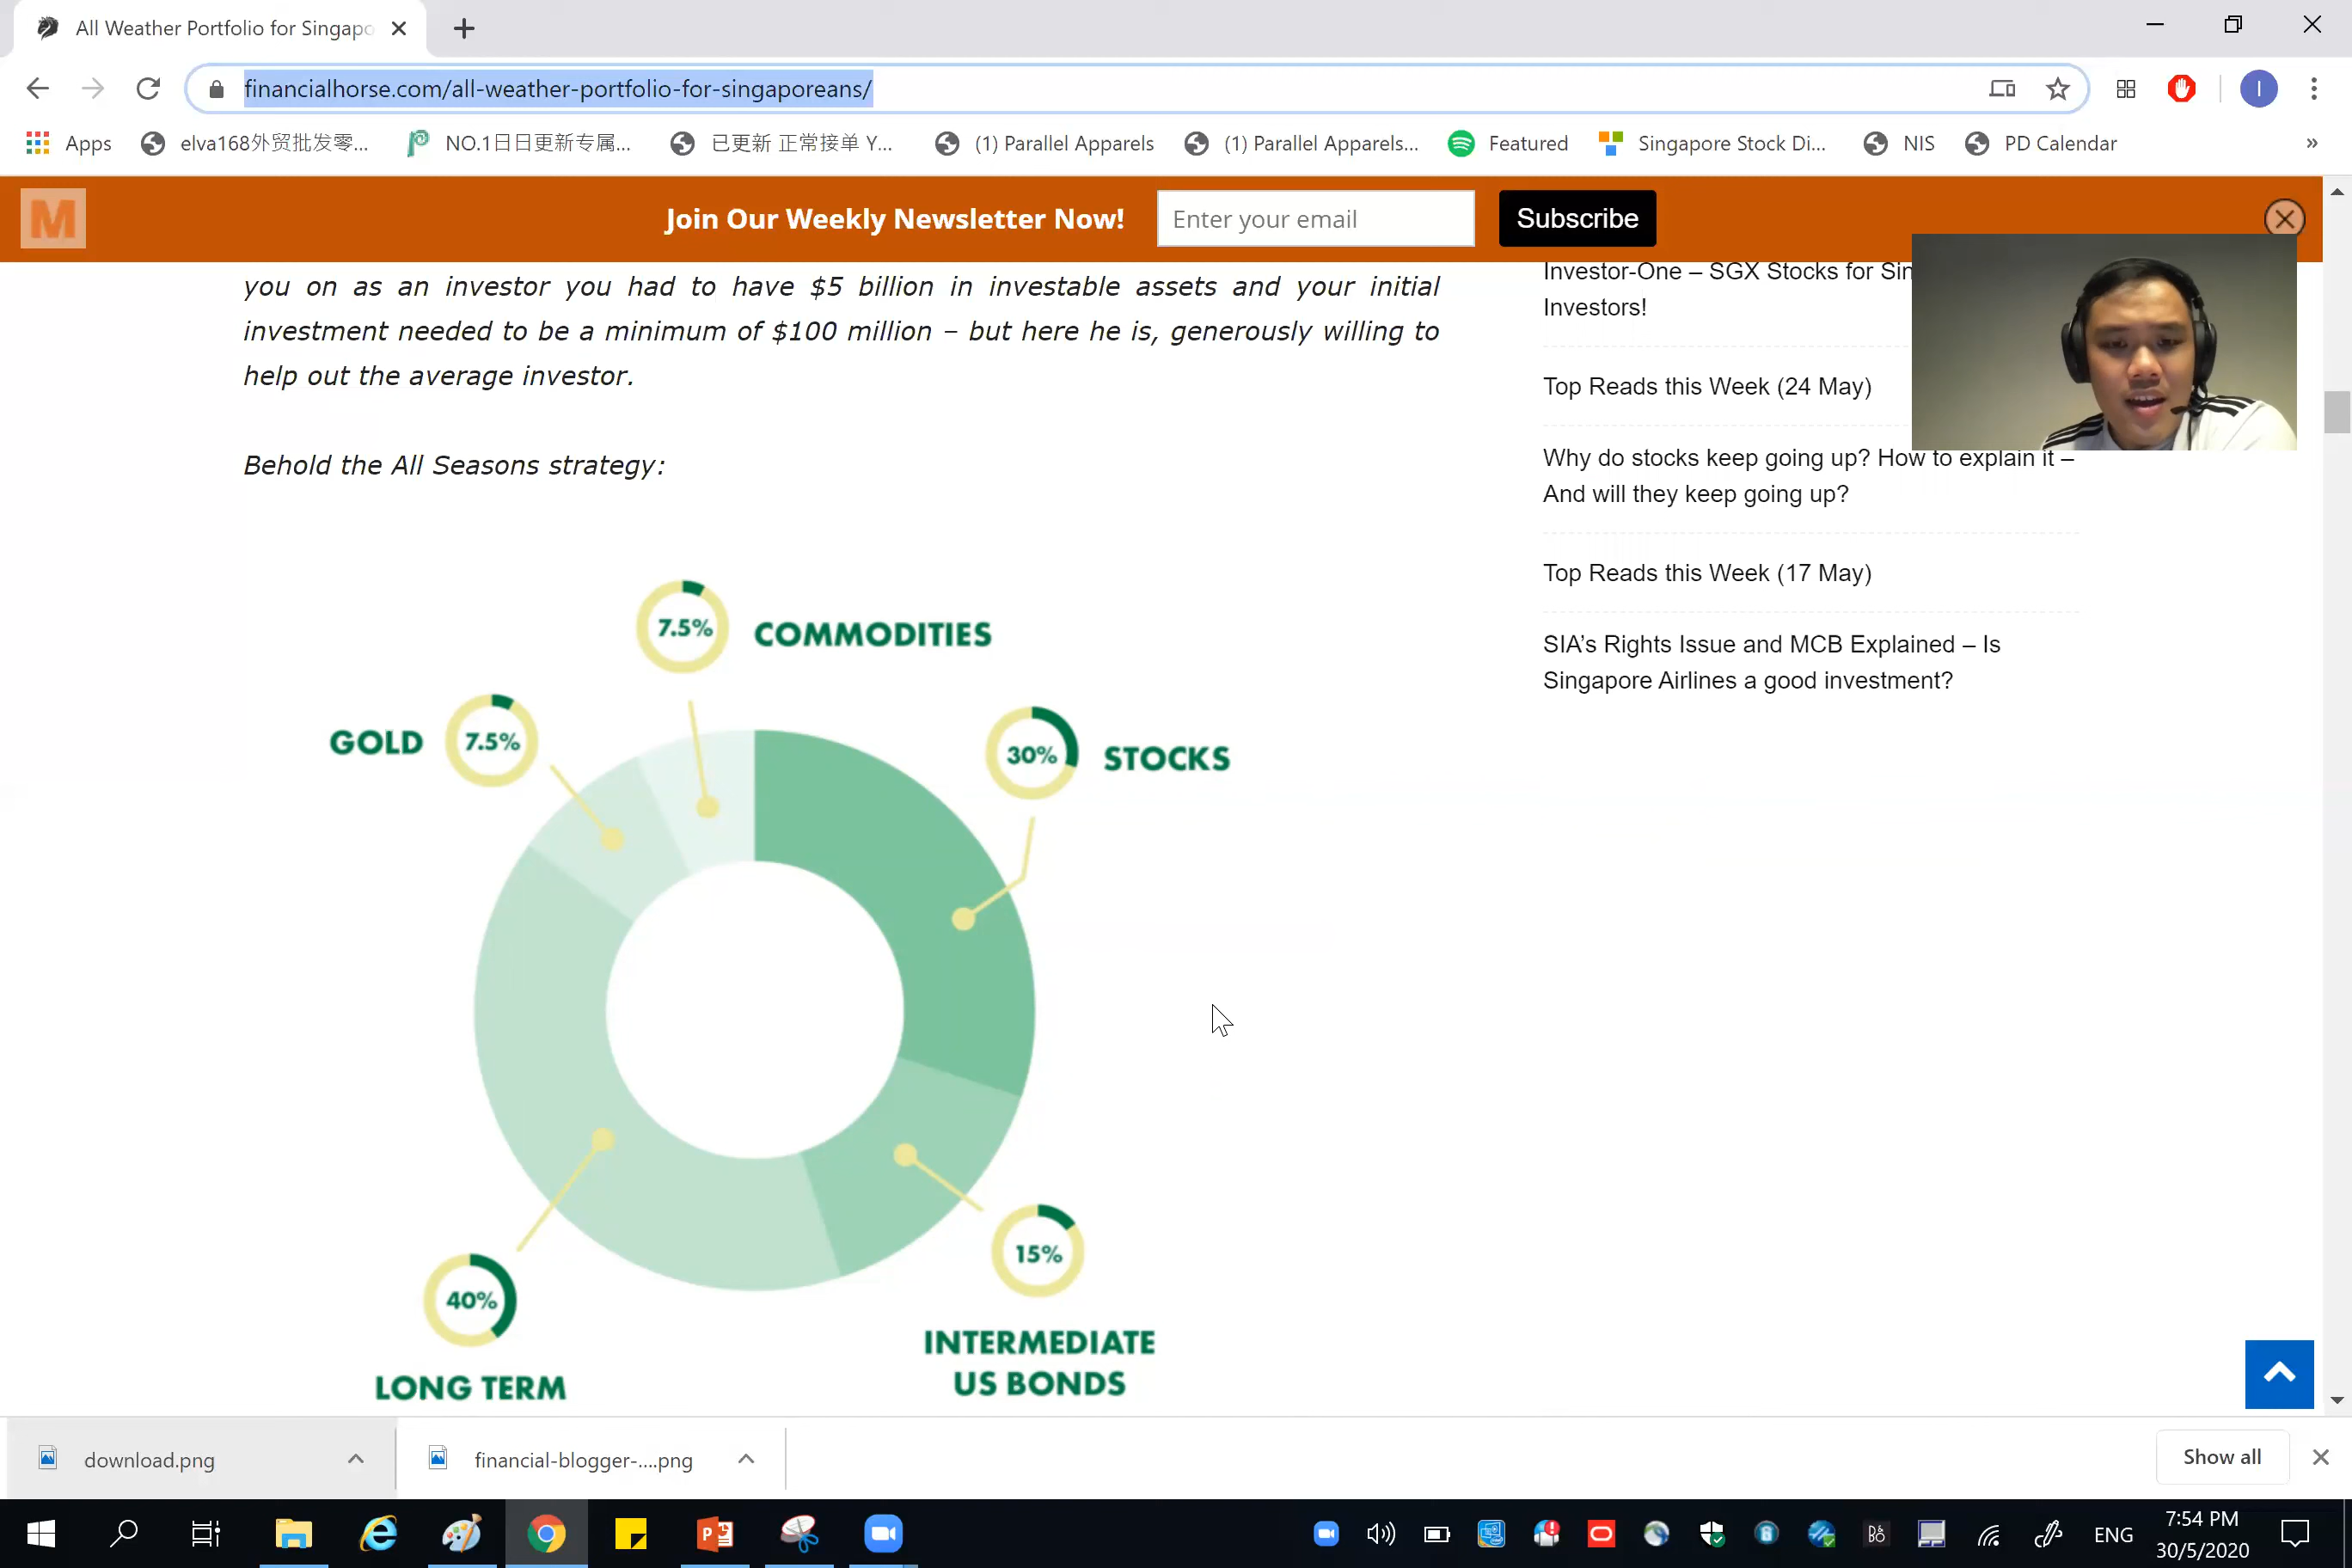 All Weather Portfolio for Singapo
financialhorse.com/all-weather-portfolio-for-singaporeans/
I
Apps
elva168外贸批发零...
NO.1日日更新专属...
已更新 正常接单 Y...
(1) Parallel Apparels
(1) Parallel Apparels...
Featured
Singapore Stock Di...
NIS
PD Calendar
»
M
Join Our Weekly Newsletter Now!
Enter your email
Subscribe
you on as an investor you had to have $5 billion in investable assets and your initial
investment needed to be a minimum of $100 million – but here he is, generously willing to
help out the average investor.
Behold the All Seasons strategy:
7.5%
COMMODITIES
GOLD
7.5%
30%
STOCKS
15%
INTERMEDIATE
US BONDS
40%
LONG TERM
Investor-One – SGX Stocks for Sin
Investors!
Top Reads this Week (24 May)
Why do stocks keep going up? How to explain it –
And will they keep going up?
Top Reads this Week (17 May)
SIA's Rights Issue and MCB Explained – Is
Singapore Airlines a good investment?
download.png
financial-blogger-....png
Show all
ENG
7:54 PM
30/5/2020